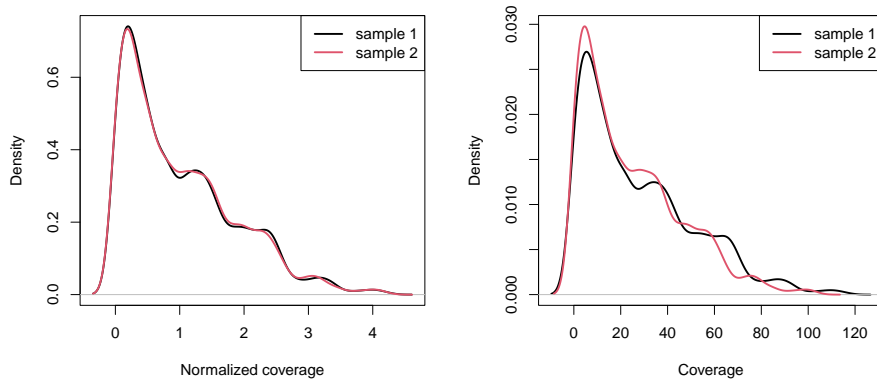 sample 1
sample 2
Density
0.0 0.2 0.4 0.6
0 1 2 3 4
Normalized coverage
sample 1
sample 2
Density
0.000 0.010 0.020 0.030
0 20 40 60 80 100 120
Coverage